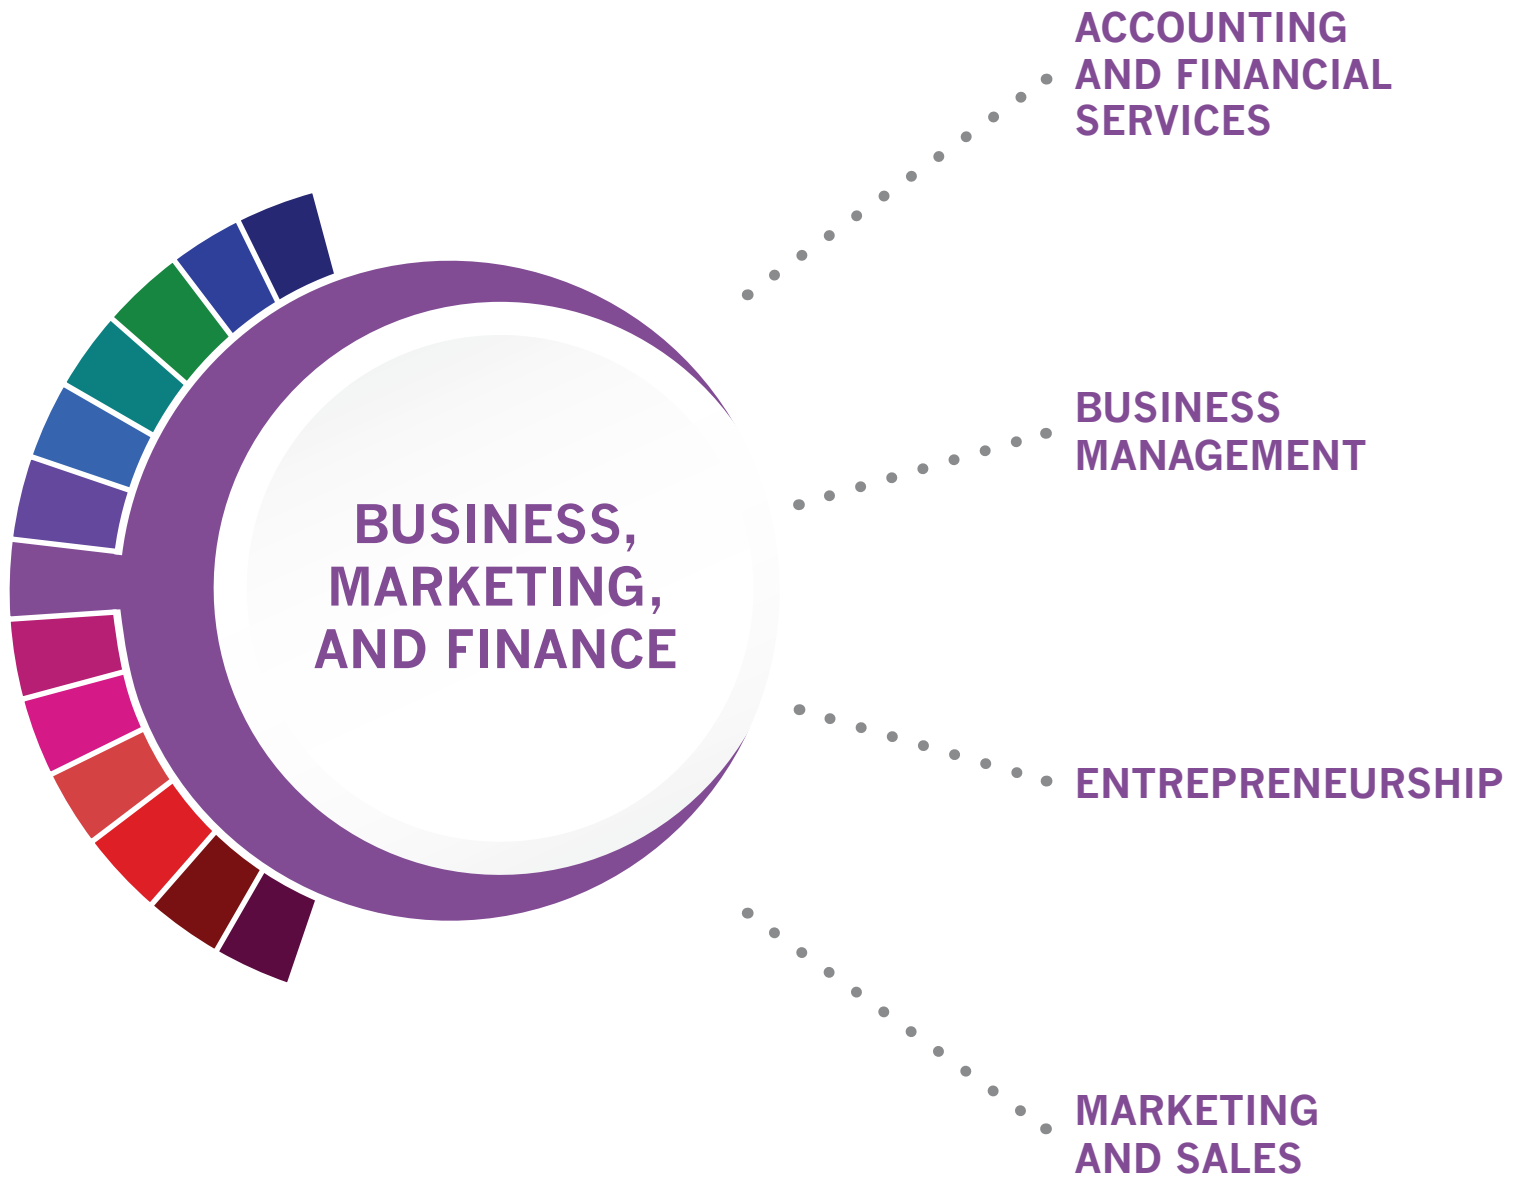 BUSINESS,
MARKETING,
AND FINANCE
ACCOUNTING
AND FINANCIAL
SERVICES
BUSINESS
MANAGEMENT
ENTREPRENEURSHIP
MARKETING
AND SALES